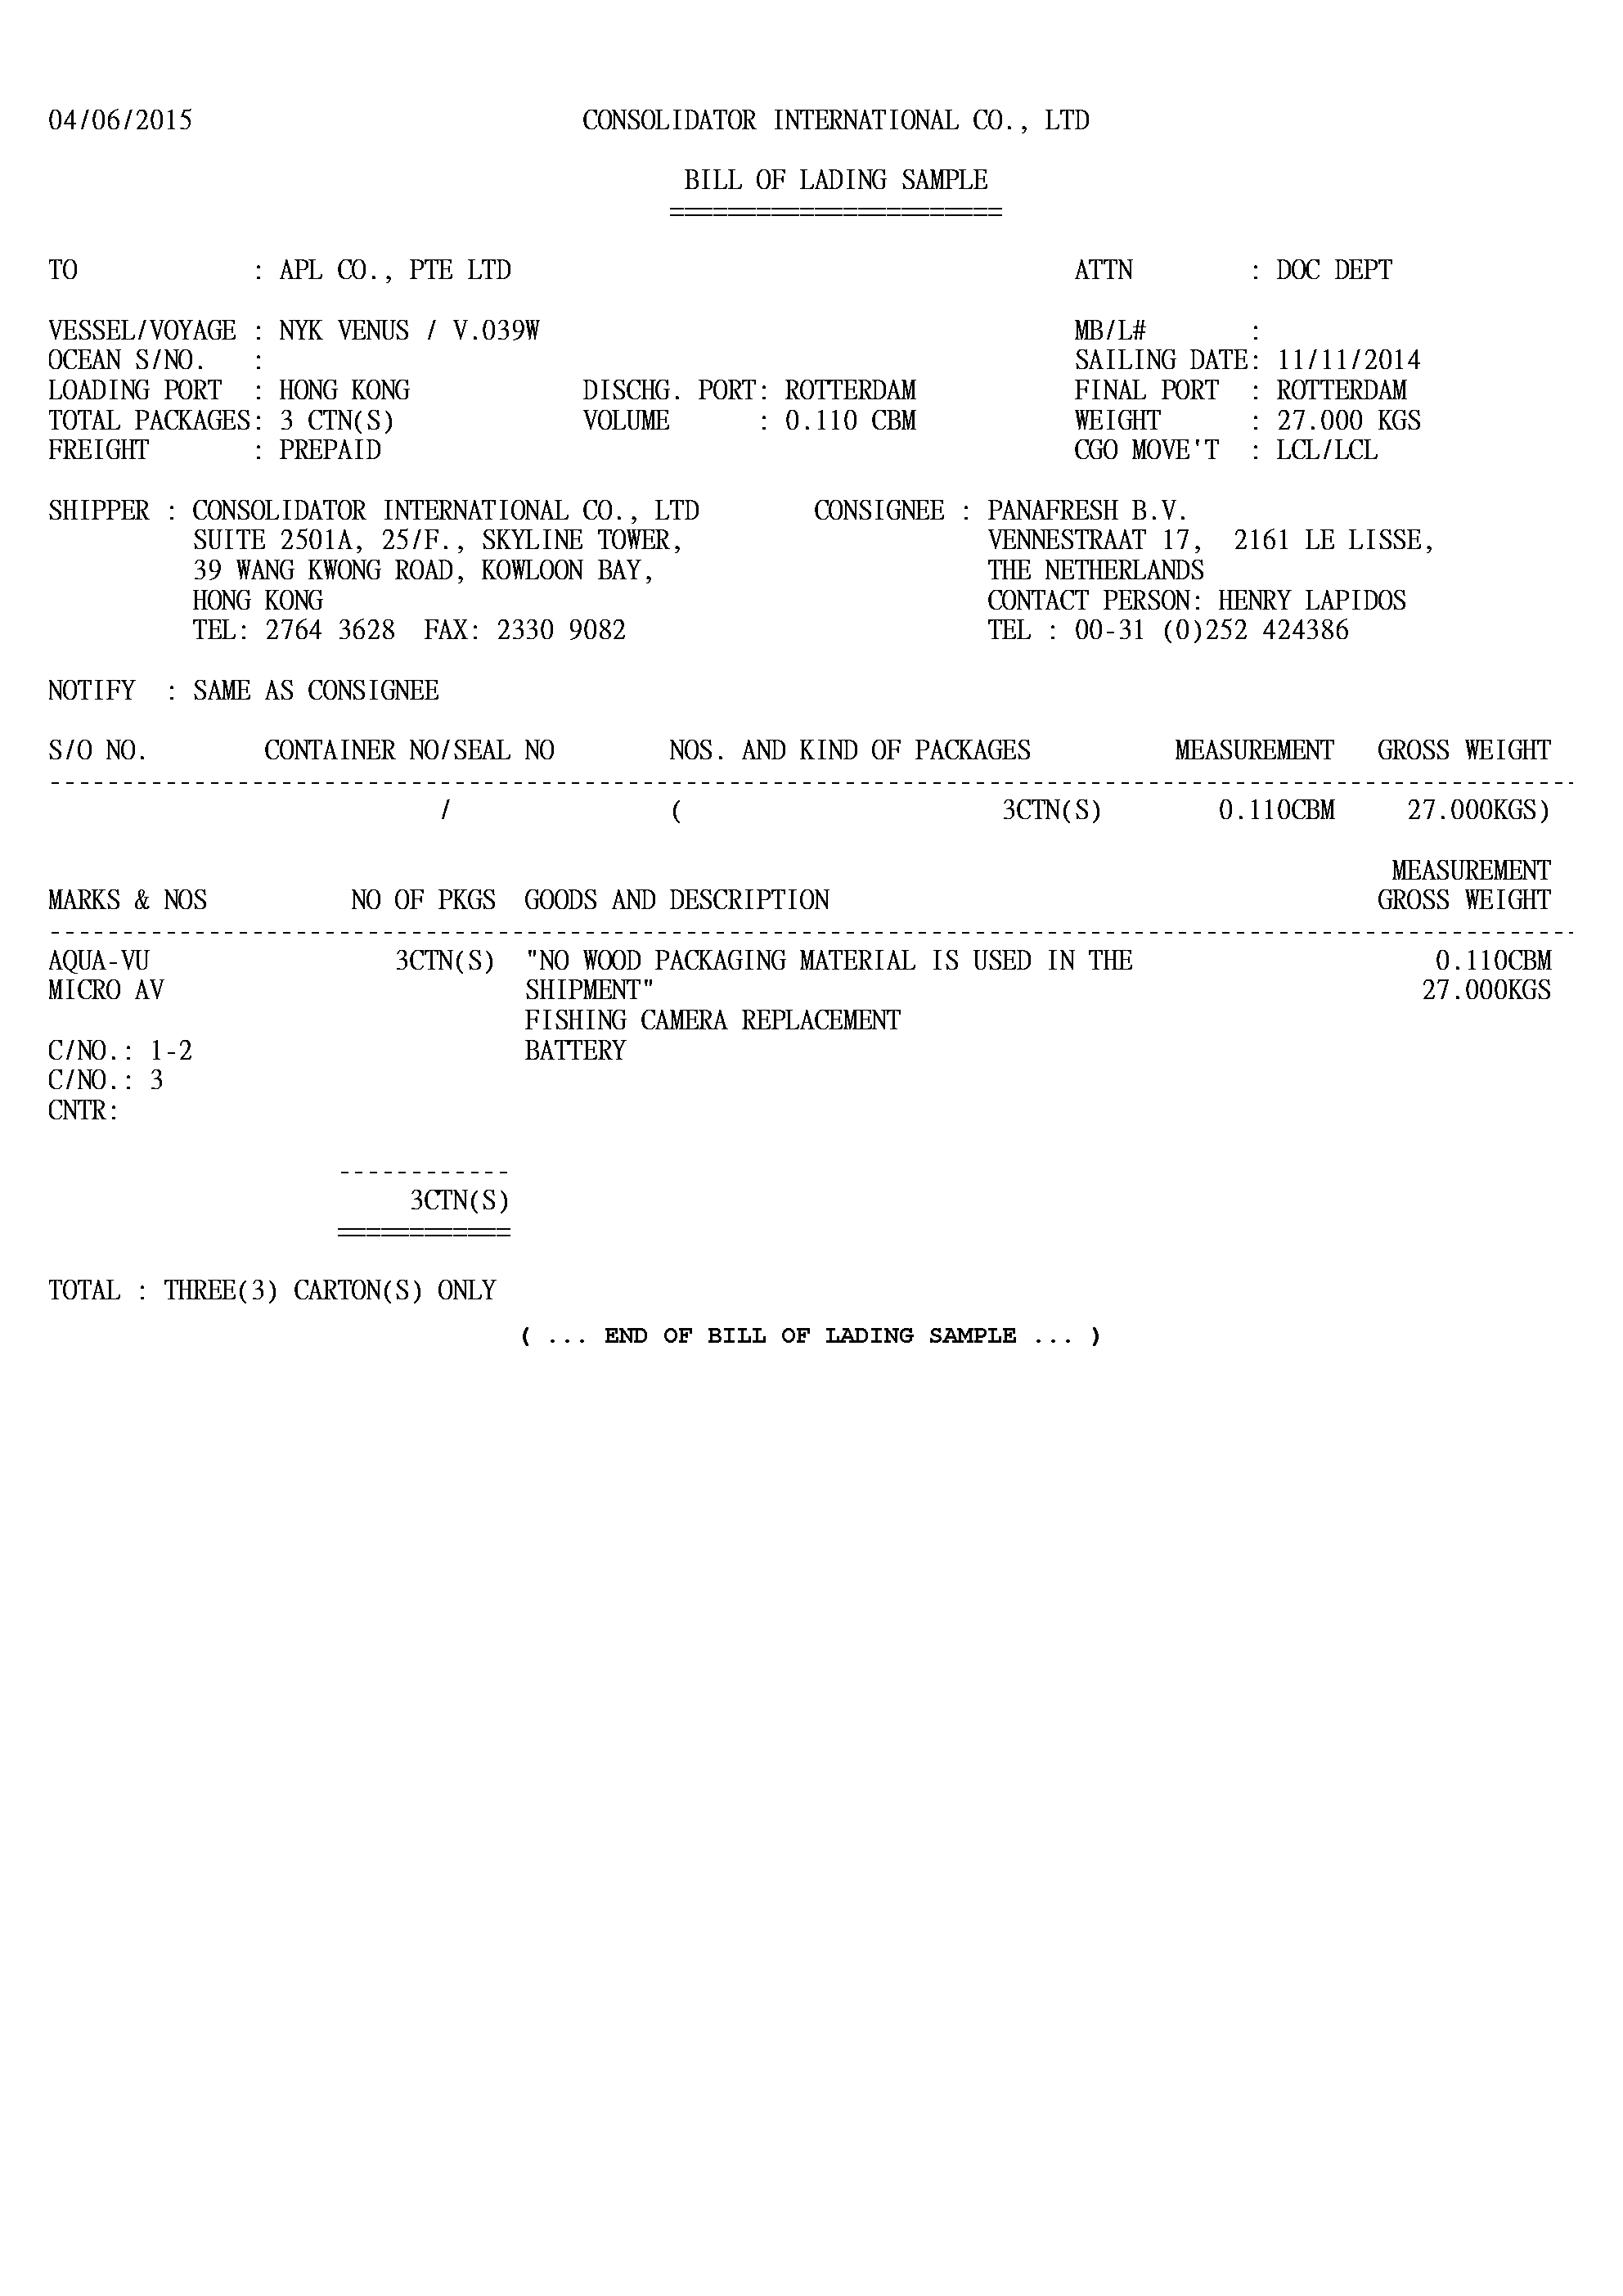 04/06/2015 CONSOLIDATOR INTERNATIONAL CO., LTD
BILL OF LADING SAMPLE
=======================
TO : APL CO., PTE LTD ATTN : DOC DEPT
VESSEL/VOYAGE : NYK VENUS / V.039W MB/L# :
OCEAN S/NO. : SAILING DATE: 11/11/2014
LOADING PORT : HONG KONG DISCHG. PORT: ROTTERDAM FINAL PORT : ROTTERDAM
TOTAL PACKAGES: 3 CTN(S) VOLUME : 0.110 CBM WEIGHT : 27.000 KGS
FREIGHT : PREPAID CGO MOVE'T : LCL/LCL
SHIPPER : CONSOLIDATOR INTERNATIONAL CO., LTD CONSIGNEE : PANAFRESH B.V.
SUITE 2501A, 25/F., SKYLINE TOWER, VENNESTRAAT 17, 2161 LE LISSE,
39 WANG KWONG ROAD, KOWLOON BAY, THE NETHERLANDS
HONG KONG CONTACT PERSON: HENRY LAPIDOS
TEL: 2764 3628 FAX: 2330 9082 TEL : 00-31 (0)252 424386
NOTIFY : SAME AS CONSIGNEE
S/O NO. CONTAINER NO/SEAL NO NOS. AND KIND OF PACKAGES MEASUREMENT GROSS WEIGHT
/ ( 3CTN(S) 0.110CBM 27.000KGS)
MEASUREMENT
MARKS & NOS NO OF PKGS GOODS AND DESCRIPTION GROSS WEIGHT
AQUA-VU 3CTN(S) "NO WOOD PACKAGING MATERIAL IS USED IN THE 0.110CBM
MICRO AV SHIPMENT" 27.000KGS
FISHING CAMERA REPLACEMENT
C/NO.: 1-2 BATTERY
C/NO.: 3
CNTR:
------------
3CTN(S)
============
TOTAL : THREE(3) CARTON(S) ONLY
( ... END OF BILL OF LADING SAMPLE ... )